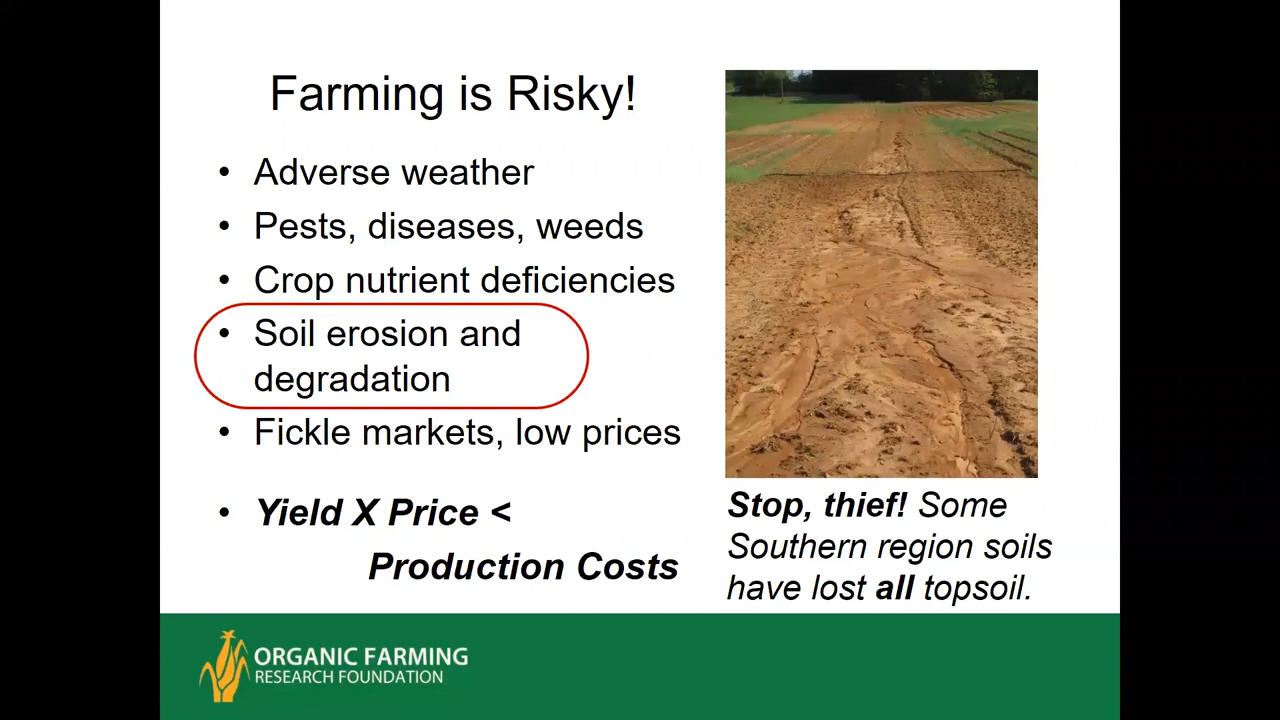 Farming is Risky!
• Adverse weather
• Pests, diseases, weeds
• Crop nutrient deficiencies
• Soil erosion and
degradation
• Fickle markets, low prices
• Yield X Price <
Production Costs
Stop, thief! Some
Southern region soils
have lost all topsoil.
ORGANIC FARMING
RESEARCH FOUNDATION